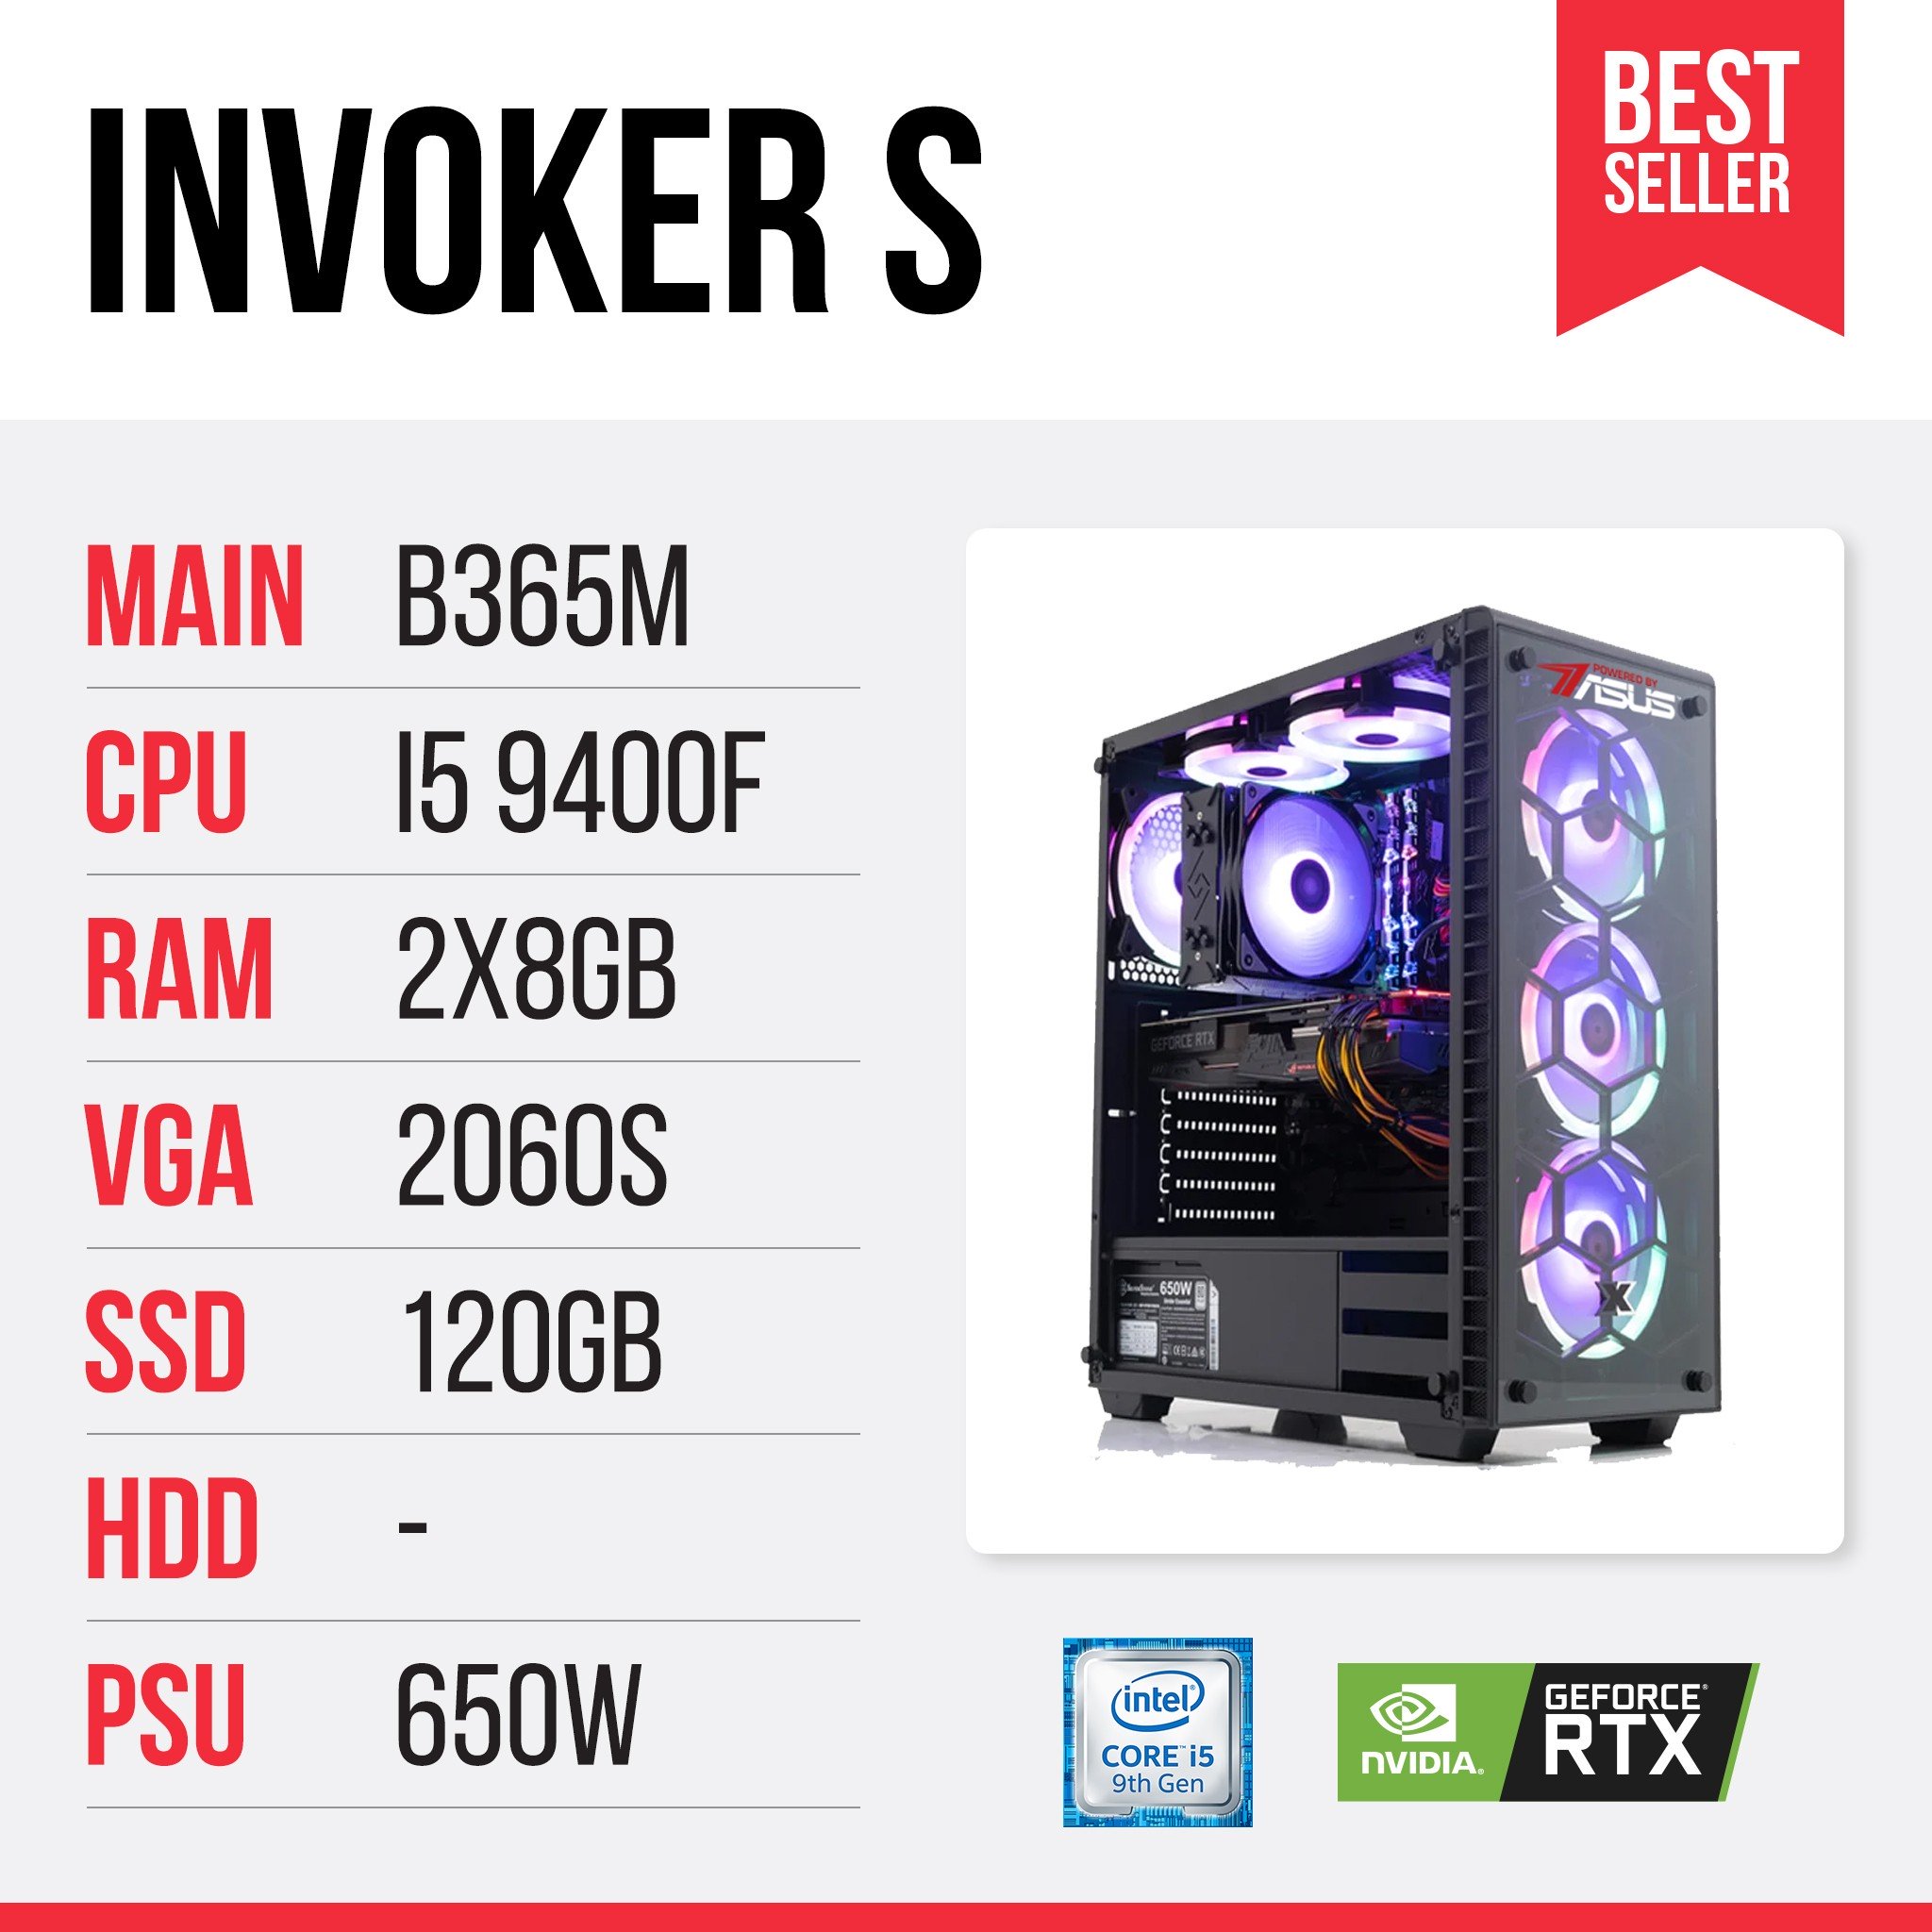 INVOKER S
BEST
SELLER
MAIN B365M
CPU I5 9400F
RAM 2X8GB
VGA 2060S
SSD 120GB
HDD -
PSU 650W
POWERED BY
ASUS
GEFORCE RTX
650W
intel®
CORE™ i5
9th Gen
NVIDIA®
GEFORCE®
RTX